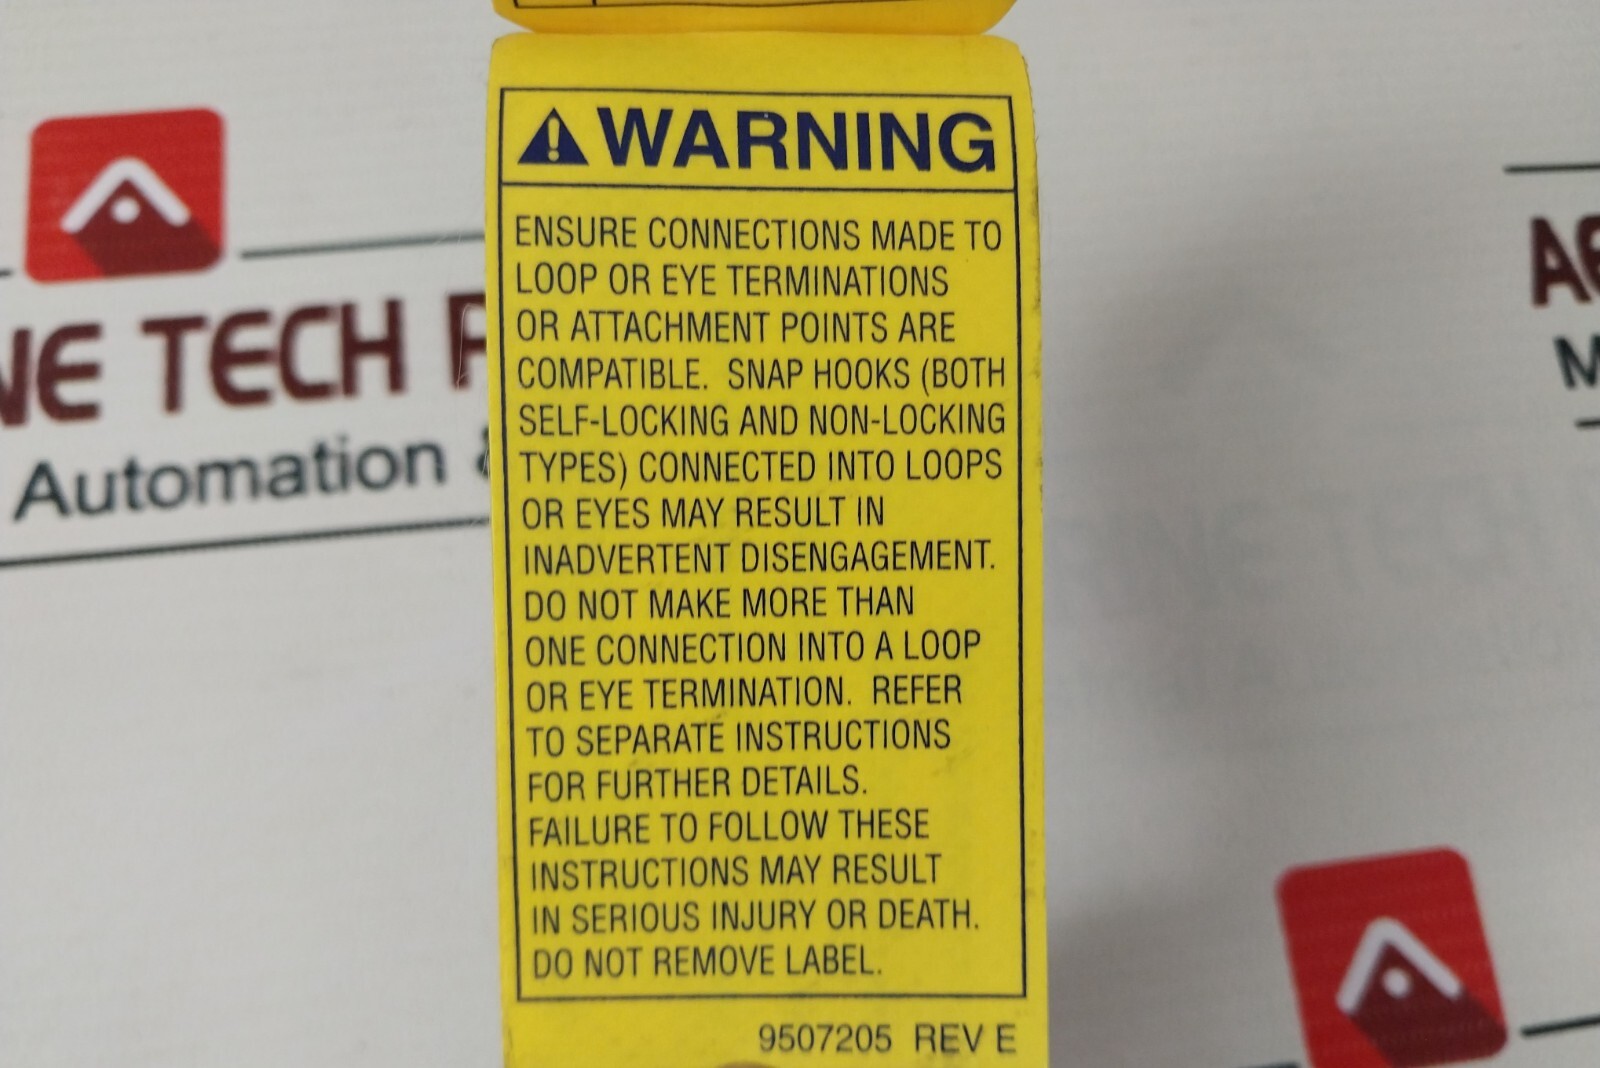 WARNING
ENSURE CONNECTIONS MADE TO
LOOP OR EYE TERMINATIONS
OR ATTACHMENT POINTS ARE
COMPATIBLE. SNAP HOOKS (BOTH
SELF-LOCKING AND NON-LOCKING
TYPES) CONNECTED INTO LOOPS
OR EYES MAY RESULT IN
INADVERTENT DISENGAGEMENT.
DO NOT MAKE MORE THAN
ONE CONNECTION INTO A LOOP
OR EYE TERMINATION. REFER
TO SEPARATE INSTRUCTIONS
FOR FURTHER DETAILS.
FAILURE TO FOLLOW THESE
INSTRUCTIONS MAY RESULT
IN SERIOUS INJURY OR DEATH.
DO NOT REMOVE LABEL.
9507205 REV E
TECH
Automation